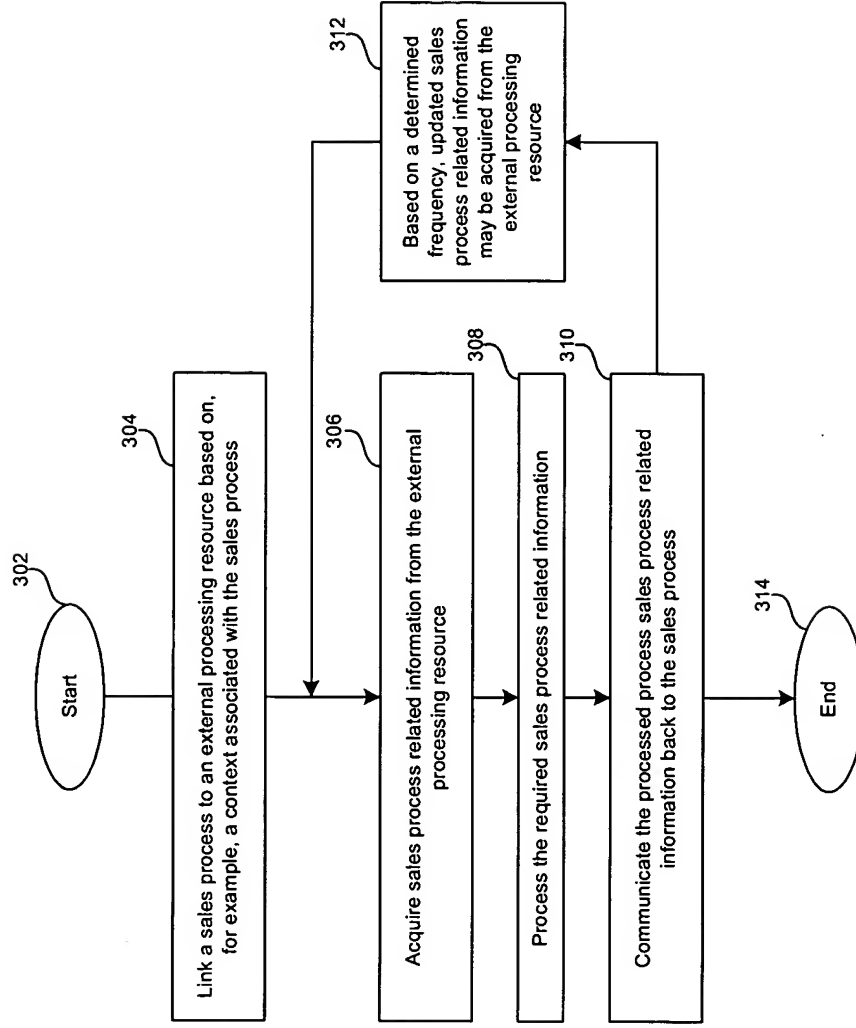 302
Start
304
Link a sales process to an external processing resource based on,
for example, a context associated with the sales process
306
Acquire sales process related information from the external
processing resource
308
Process the required sales process related information
310
Communicate the processed process sales process related
information back to the sales process
312
Based on a determined
frequency, updated sales
process related information
may be acquired from the
external processing
resource
314
End